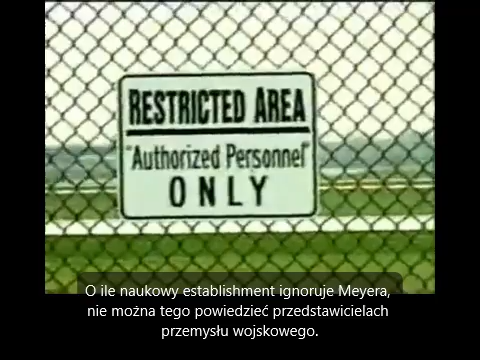 RESTRICTED AREA
"Authorized Personnel"
ONLY
O ile naukowy establishment ignoruje Meyera,
nie można tego powiedzieć przedstawicielach
przemysłu wojskowego.